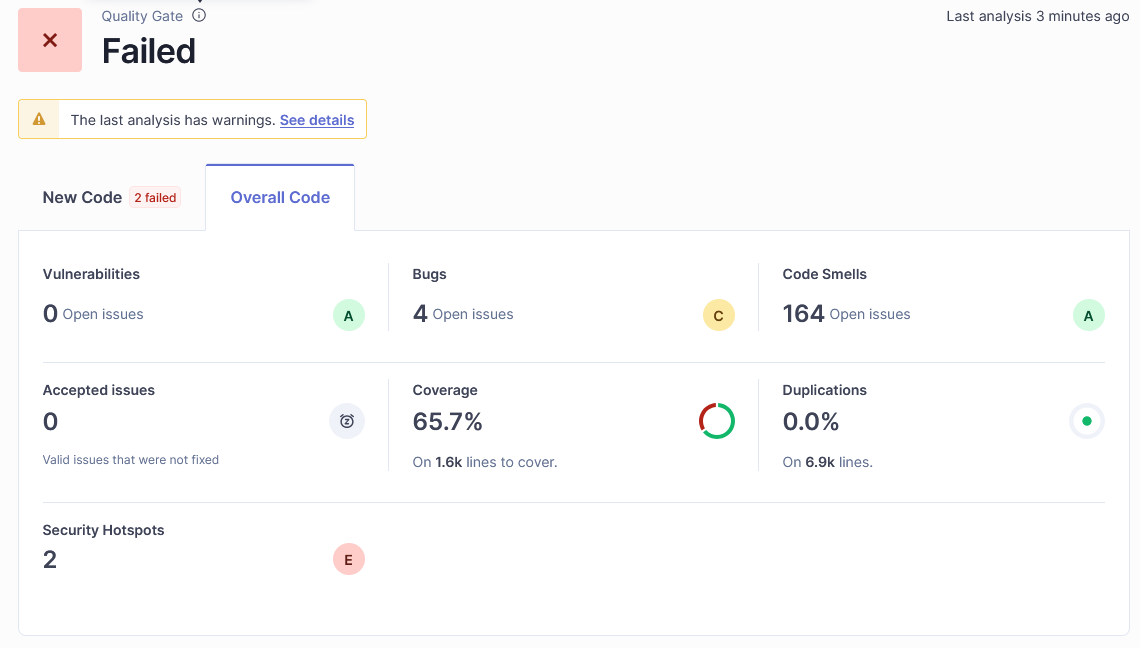 Quality Gate
Last analysis 3 minutes ago
Failed
The last analysis has warnings. See details
New Code 2 failed Overall Code
Vulnerabilities
0 Open issues A
Bugs
4 Open issues C
Code Smells
164 Open issues A
Accepted issues
0
Valid issues that were not fixed
Coverage
65.7%
On 1.6k lines to cover.
Duplications
0.0%
On 6.9k lines.
Security Hotspots
2 E